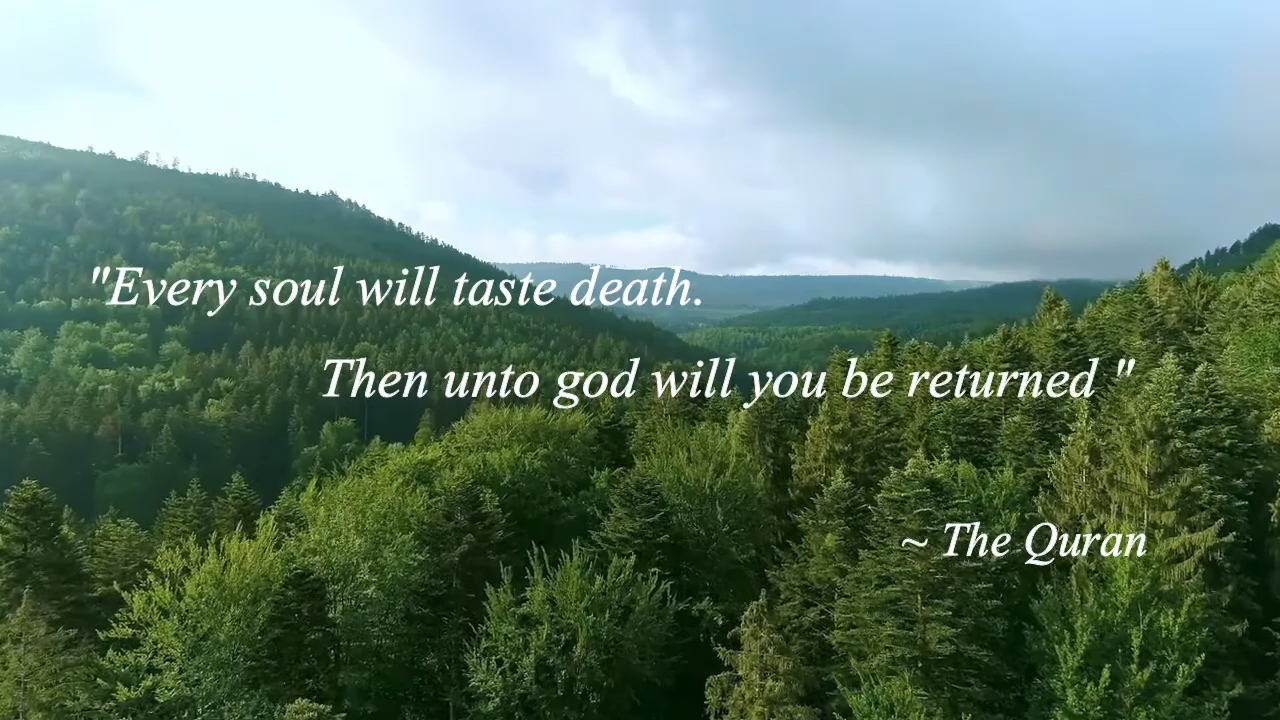 "Every soul will taste death.
Then unto god will you be returned "
~ The Quran